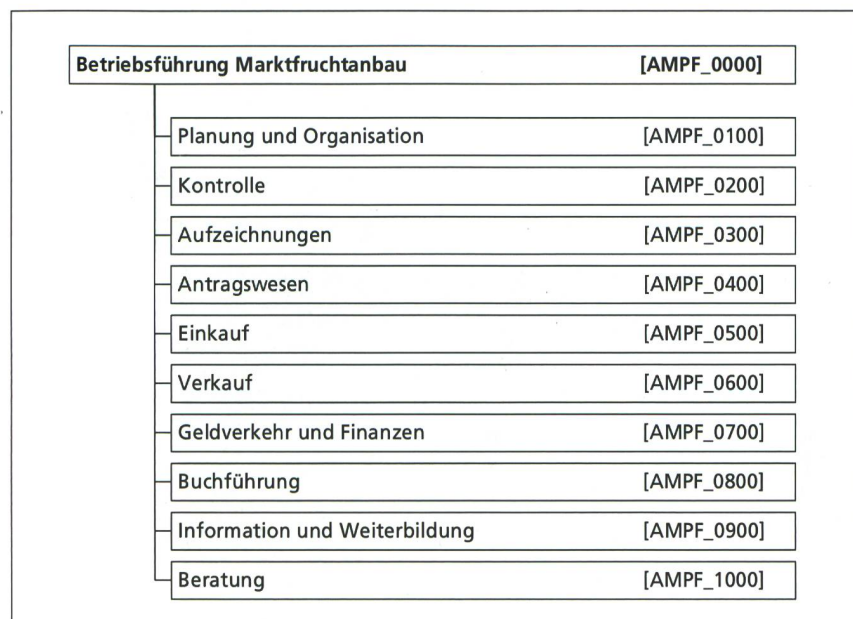 Betriebsführung Marktfruchtanbau [AMPF_0000]
Planung und Organisation [AMPF_0100]
Kontrolle [AMPF_0200]
Aufzeichnungen [AMPF_0300]
Antragswesen [AMPF_0400]
Einkauf [AMPF_0500]
Verkauf [AMPF_0600]
Geldverkehr und Finanzen [AMPF_0700]
Buchführung [AMPF_0800]
Information und Weiterbildung [AMPF_0900]
Beratung [AMPF_1000]